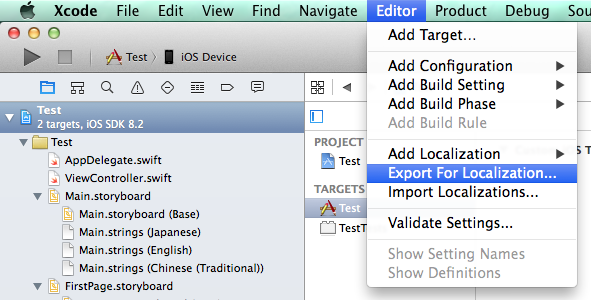 Xcode File Edit View Find Navigate Editor Product Debug
Test iOS Device
Test
2 targets, iOS SDK 8.2
Test
AppDelegate.swift
ViewController.swift
Main.storyboard
Main.storyboard (Base)
Main.strings (Japanese)
Main.strings (English)
Main.strings (Chinese (Traditional))
FirstPage.storyboard
PROJECT
Test
TARGETS
Test
TestT
Add Target...
Add Configuration
Add Build Setting
Add Build Phase
Add Build Rule
Add Localization
Export For Localization...
Import Localizations...
Validate Settings...
Show Setting Names
Show Definitions